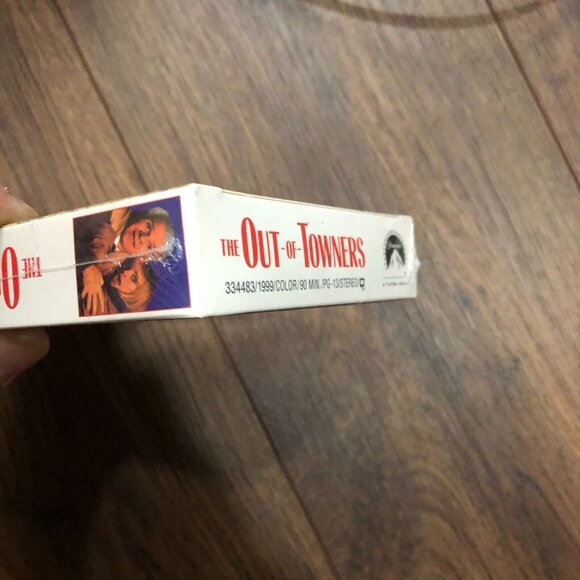 THE OUT-OF-TOWNERS
334483/1999/COLOR/90 MIN./PG-13/STEREO
THE O